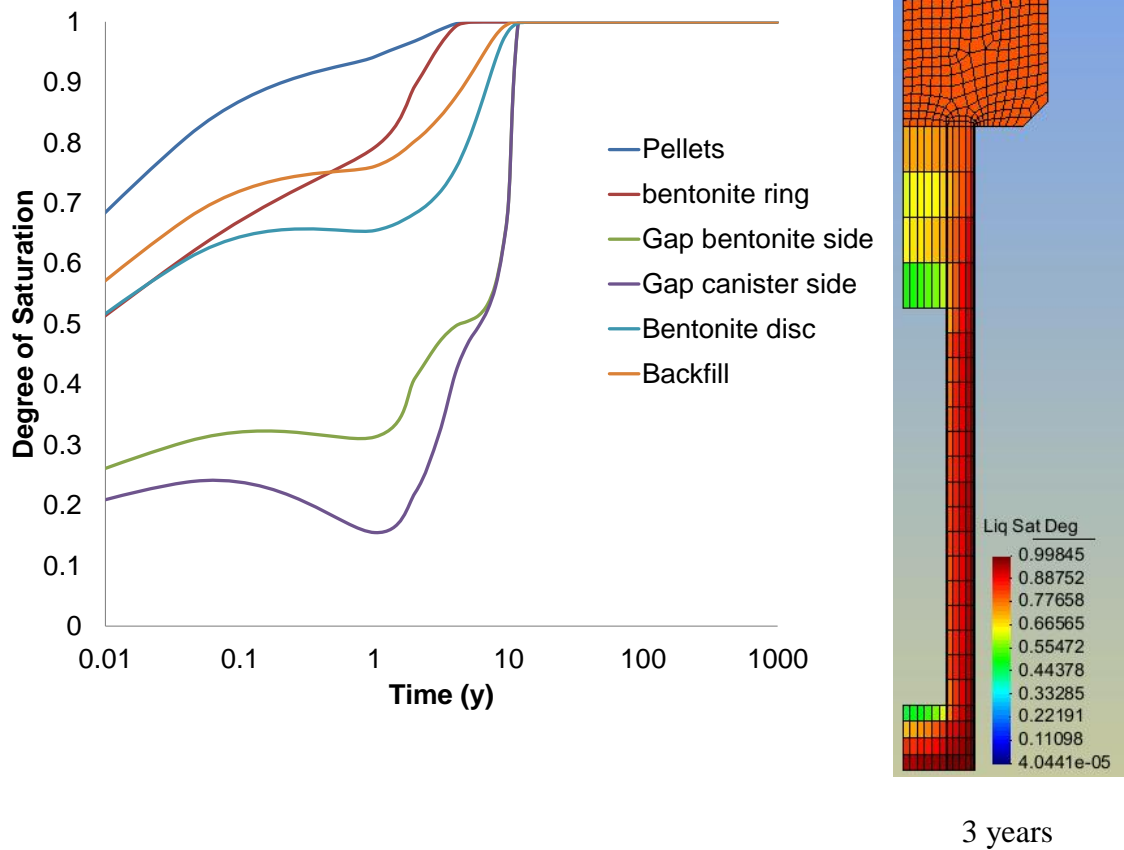 1
0.9
0.8
0.7
0.6
0.5
0.4
0.3
0.2
0.1
0
Degree of Saturation
0.01 0.1 1 10 100 1000
Time (y)
Pellets
bentonite ring
Gap bentonite side
Gap canister side
Bentonite disc
Backfill
Liq Sat Deg
0.99845
0.88752
0.77658
0.66565
0.55472
0.44378
0.33285
0.22191
0.11098
4.0441e-05
3 years